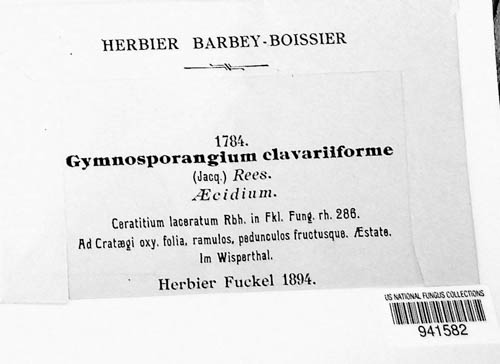 HERBIER BARBEY-BOISSIER
1784.
Gymnosporangium clavariiforme
(Jacq.) Rees.
Æcidium.
Ceratitium laceratum Rbh. in Fkl. Fung. rh. 286.
Ad Cratægi oxy. folia, ramulos, pedunculos fructusque. Æstate.
Im Wisperthal.
Herbier Fuckel 1894.
US NATIONAL FUNGUS COLLECTIONS
941582